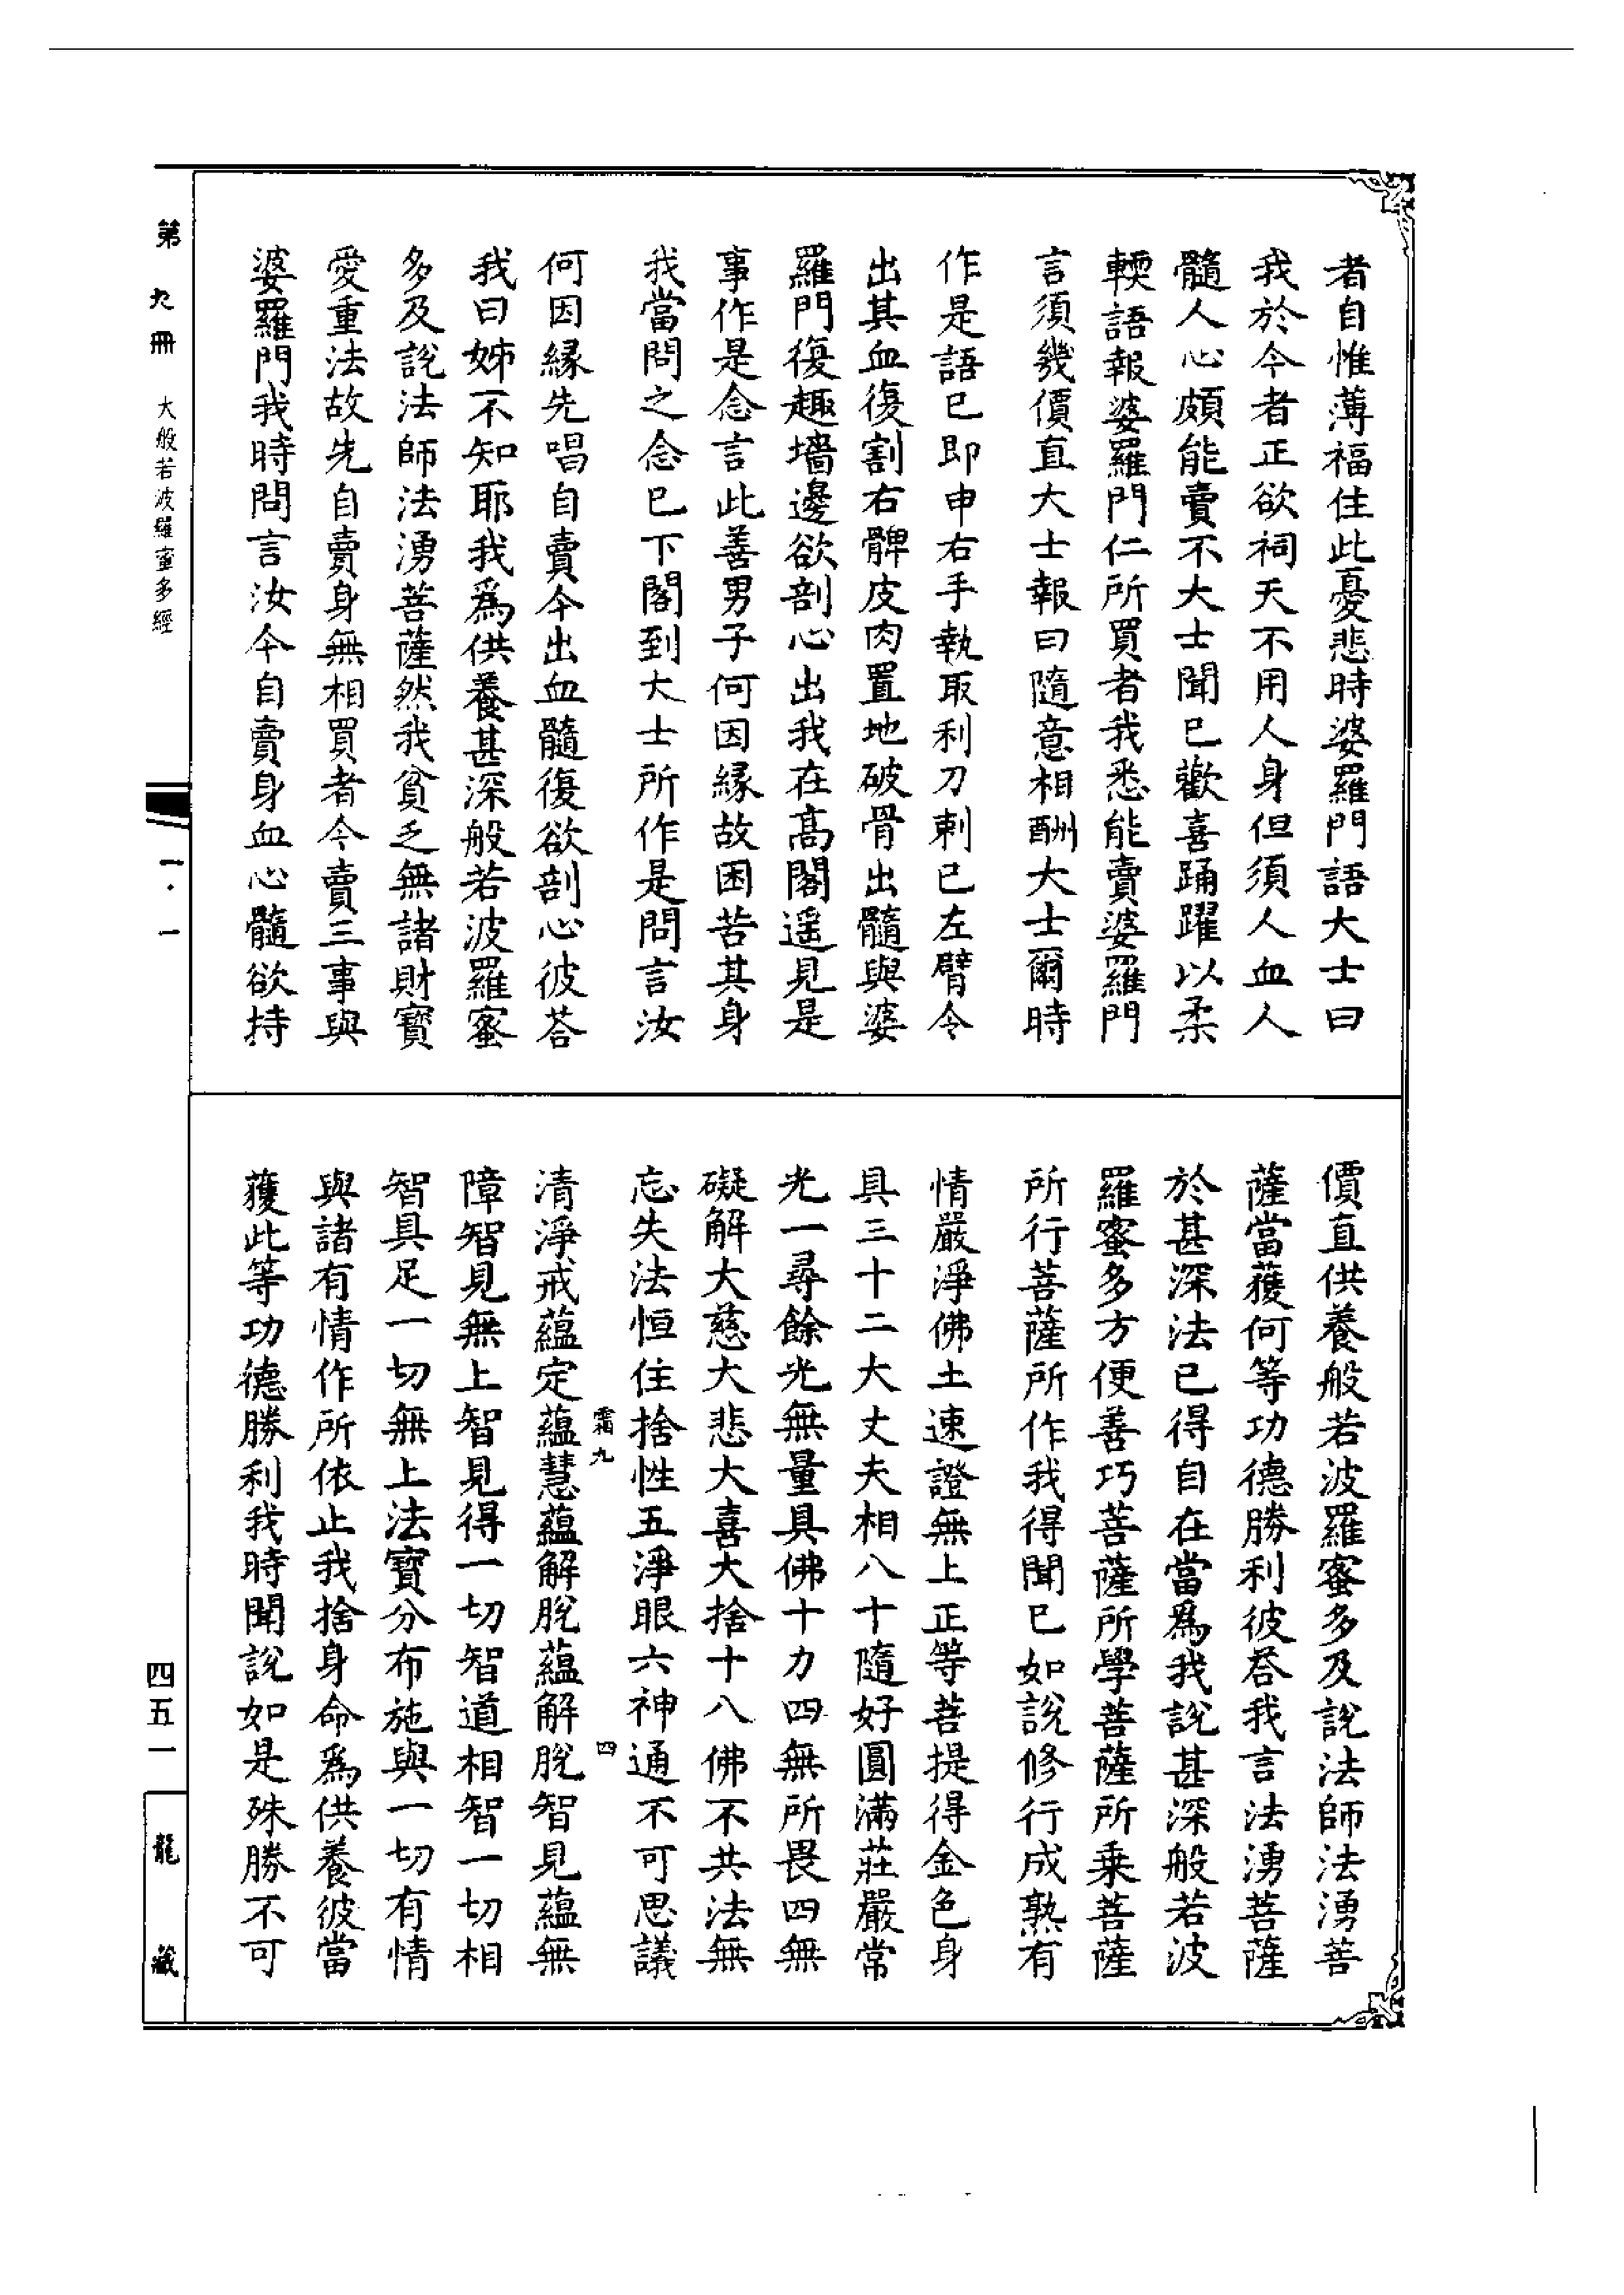 者自惟薄福住此憂悲時婆羅門語大士曰
我於今者正欲祠天不用人身但須人血人
髓人心頗能賣不大士聞已歡喜踊躍以柔
輭語報婆羅門仁所買者我悉能賣婆羅門
言須幾價直大士報曰隨意相酬大士爾時
作是語已即申右手執取利刀刺已左臂令
出其血復割右髀皮肉置地破骨出髓與婆
羅門復趣墻邊欲剖心出我在高閣遥見是
事作是念言此善男子何因緣故困苦其身
我當問之念已下閣到大士所作是問言汝
何因緣先唱自賣今出血髓復欲剖心彼荅
我曰姊不知耶我爲供養甚深般若波羅蜜
多及說法師法湧菩薩然我貧乏無諸財寶
愛重法故先自賣身無相買者今賣三事與
婆羅門我時問言汝今自賣身血心髓欲持
價直供養般若波羅蜜多及說法師法湧菩
薩當獲何等功德勝利彼荅我言法湧菩薩
於甚深法已得自在當爲我說甚深般若波
羅蜜多方便善巧菩薩所學菩薩所乘菩薩
所行菩薩所作我得聞已如說修行成熟有
情嚴淨佛土速證無上正等菩提得金色身
具三十二大丈夫相八十隨好圓滿莊嚴常
光一尋餘光無量具佛十力四無所畏四無
礙解大慈大悲大喜大捨十八佛不共法無
忘失法恒住捨性五淨眼六神通不可思議
霜九 四
清淨戒蘊定蘊慧蘊解脫蘊解脫智見蘊無
障智見無上智見得一切智道相智一切相
智具足一切無上法寶分布施與一切有情
與諸有情作所依止我捨身命爲供養彼當
獲此等功德勝利我時聞說如是殊勝不可
第九冊 大般若波羅蜜多經
一·一
四五一
龍藏